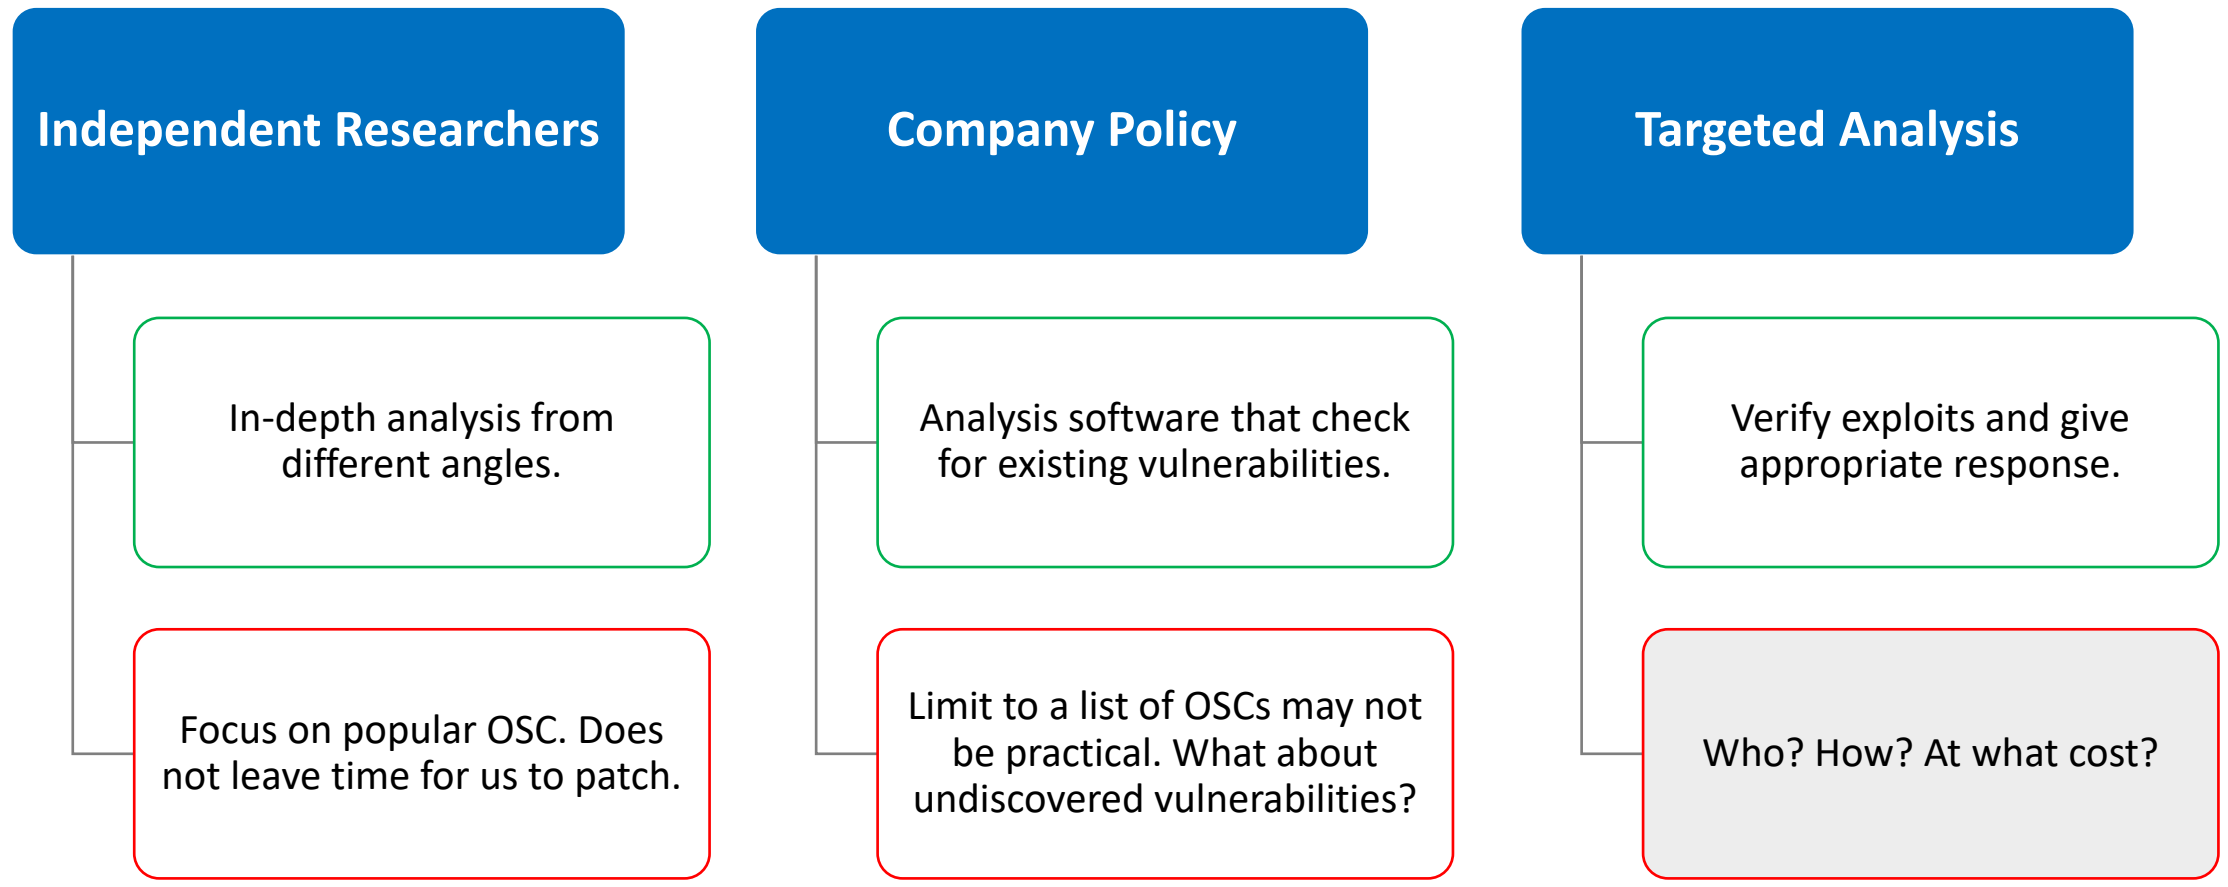 Independent Researchers
In-depth analysis from
different angles.
Focus on popular OSC. Does
not leave time for us to patch.
Company Policy
Analysis software that check
for existing vulnerabilities.
Limit to a list of OSCs may not
be practical. What about
undiscovered vulnerabilities?
Targeted Analysis
Verify exploits and give
appropriate response.
Who? How? At what cost?